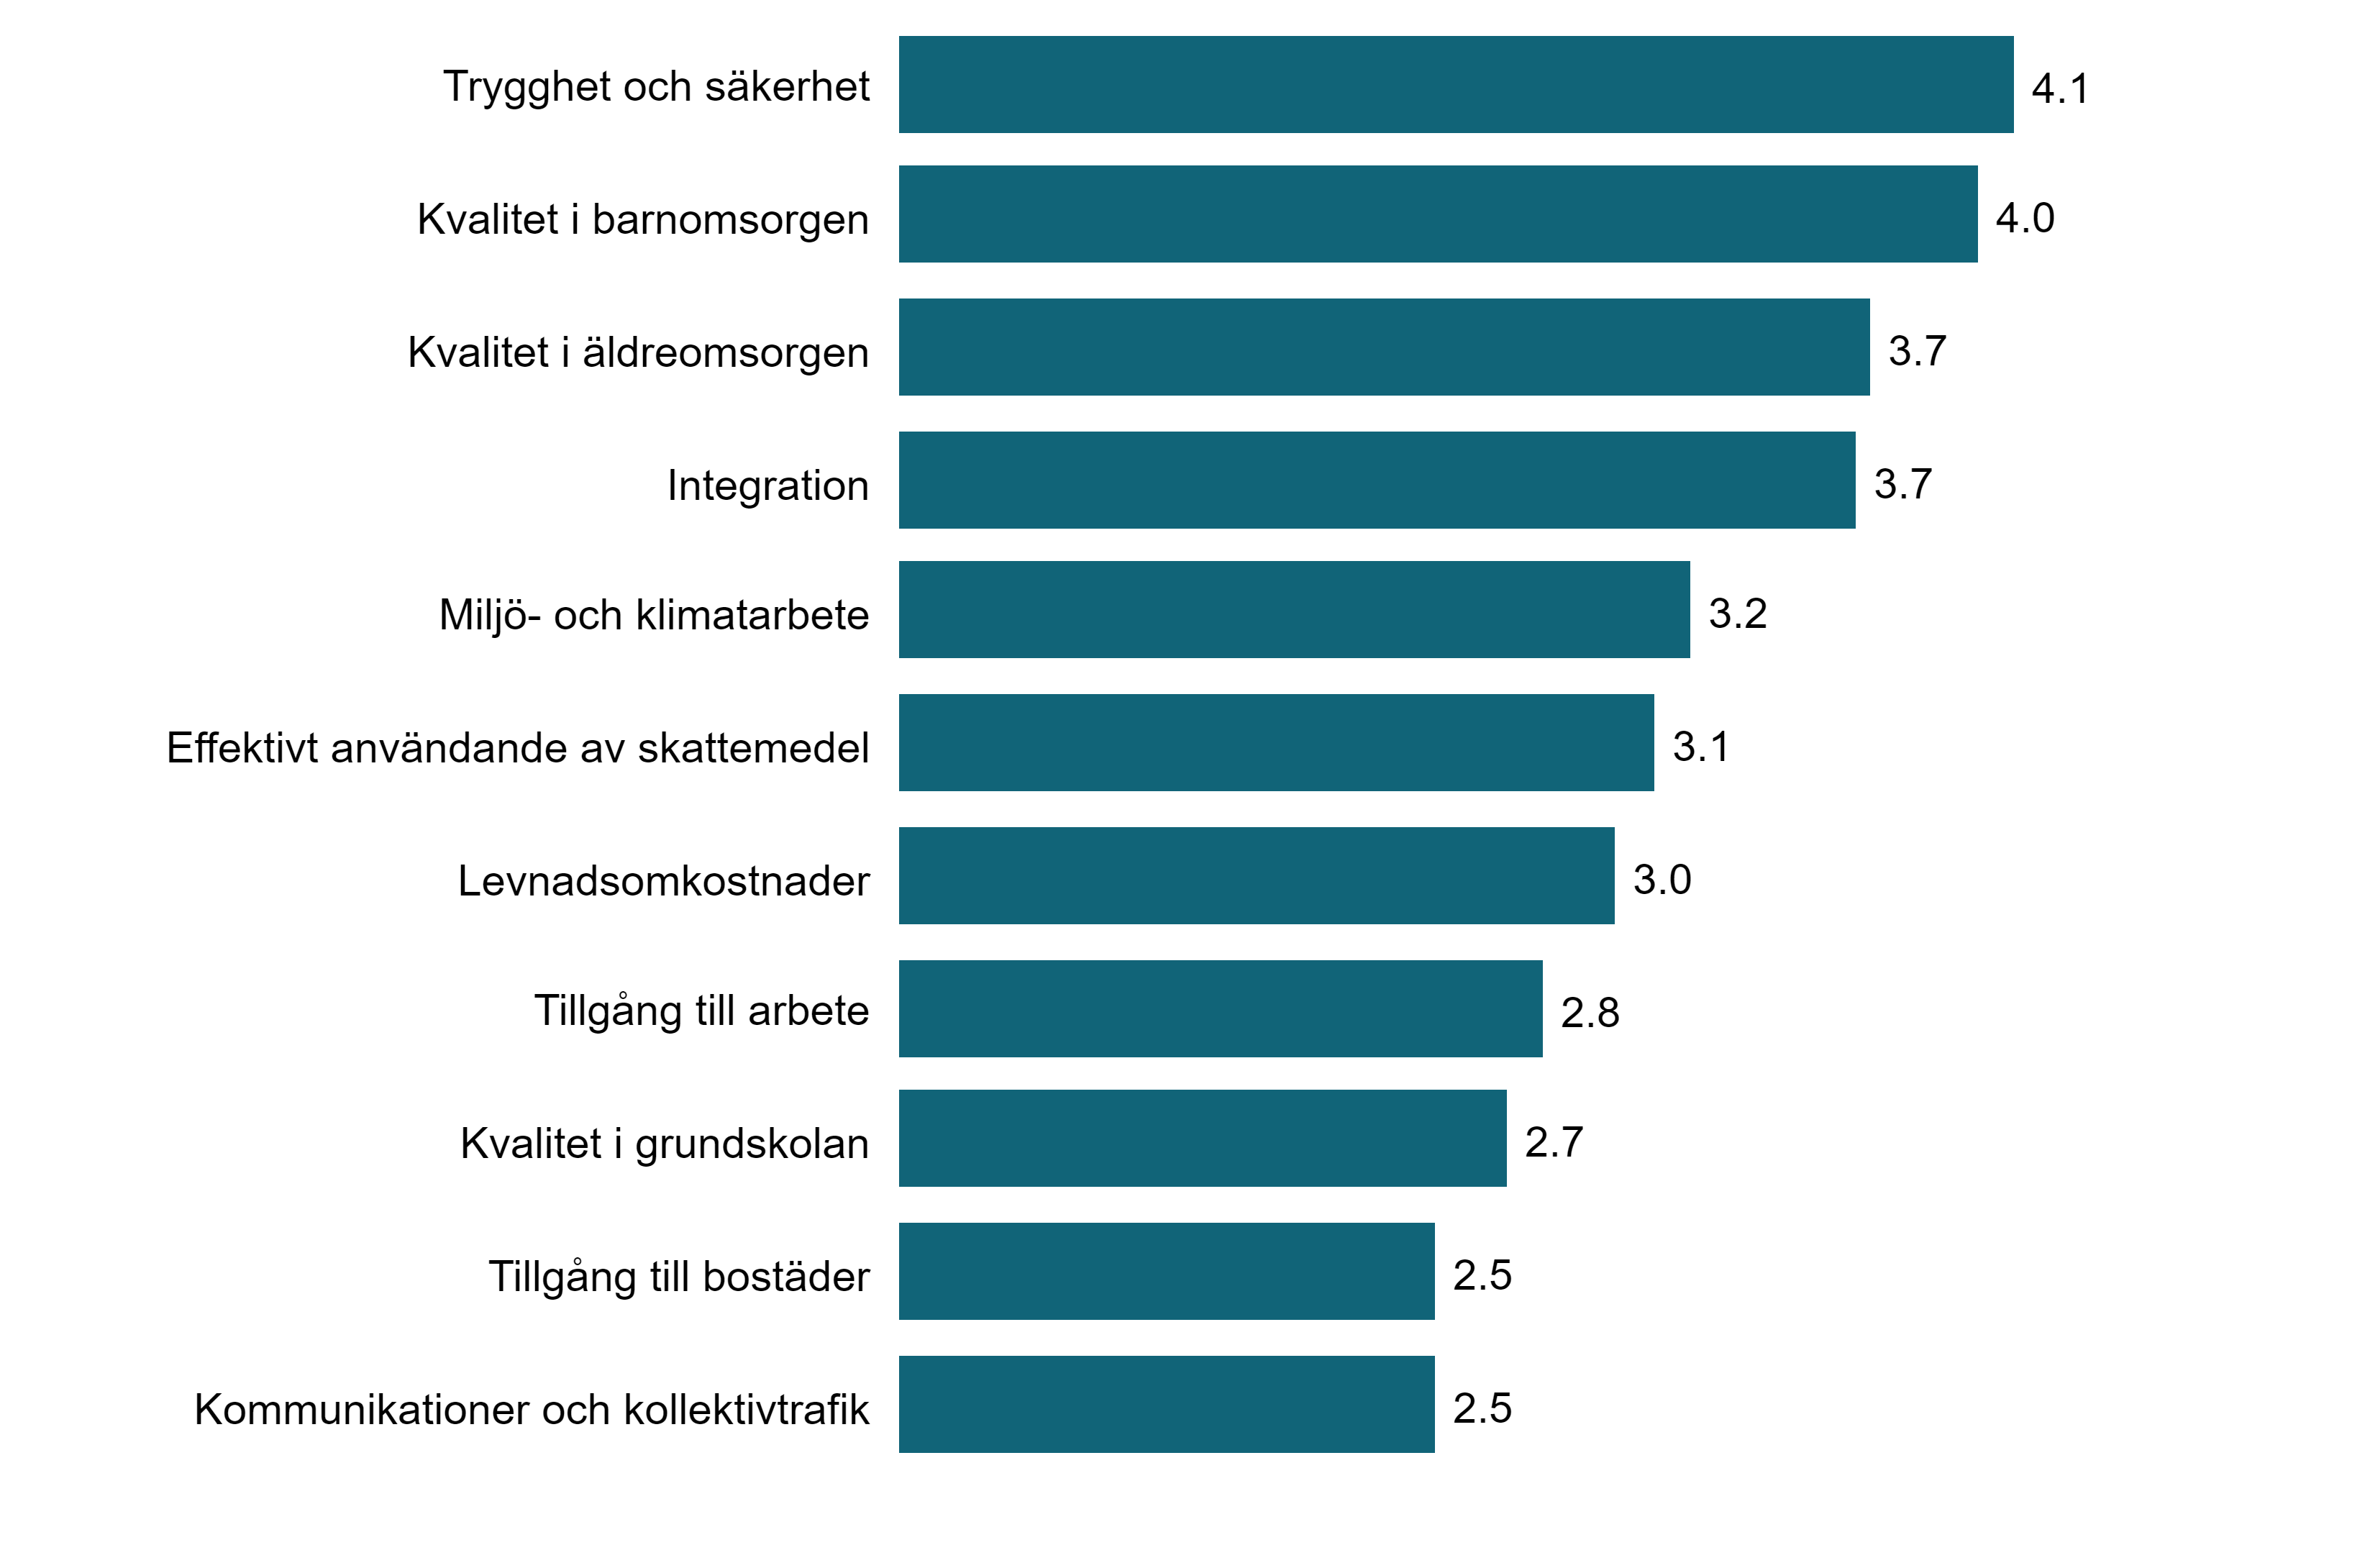 Trygghet och säkerhet 4.1
Kvalitet i barnomsorgen 4.0
Kvalitet i äldreomsorgen 3.7
Integration 3.7
Miljö- och klimatarbete 3.2
Effektivt användande av skattemedel 3.1
Levnadsomkostnader 3.0
Tillgång till arbete 2.8
Kvalitet i grundskolan 2.7
Tillgång till bostäder 2.5
Kommunikationer och kollektivtrafik 2.5